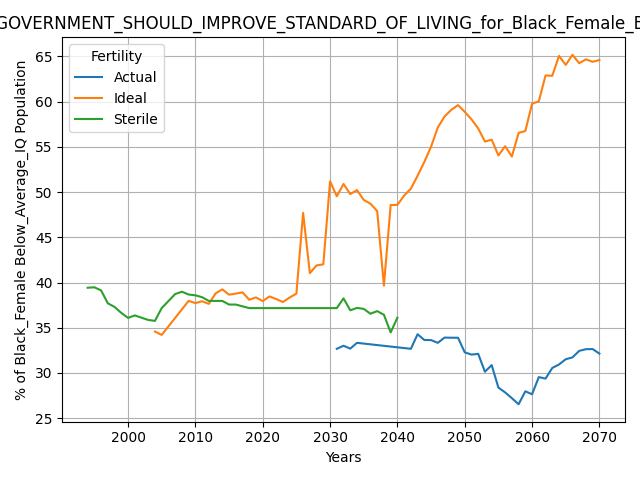 GOVERNMENT_SHOULD_IMPROVE_STANDARD_OF_LIVING_for_Black_Female_B
Fertility
Actual
Ideal
Sterile
% of Black_Female Below_Average_IQ Population
65
60
55
50
45
40
35
30
25
2000 2010 2020 2030 2040 2050 2060 2070
Years